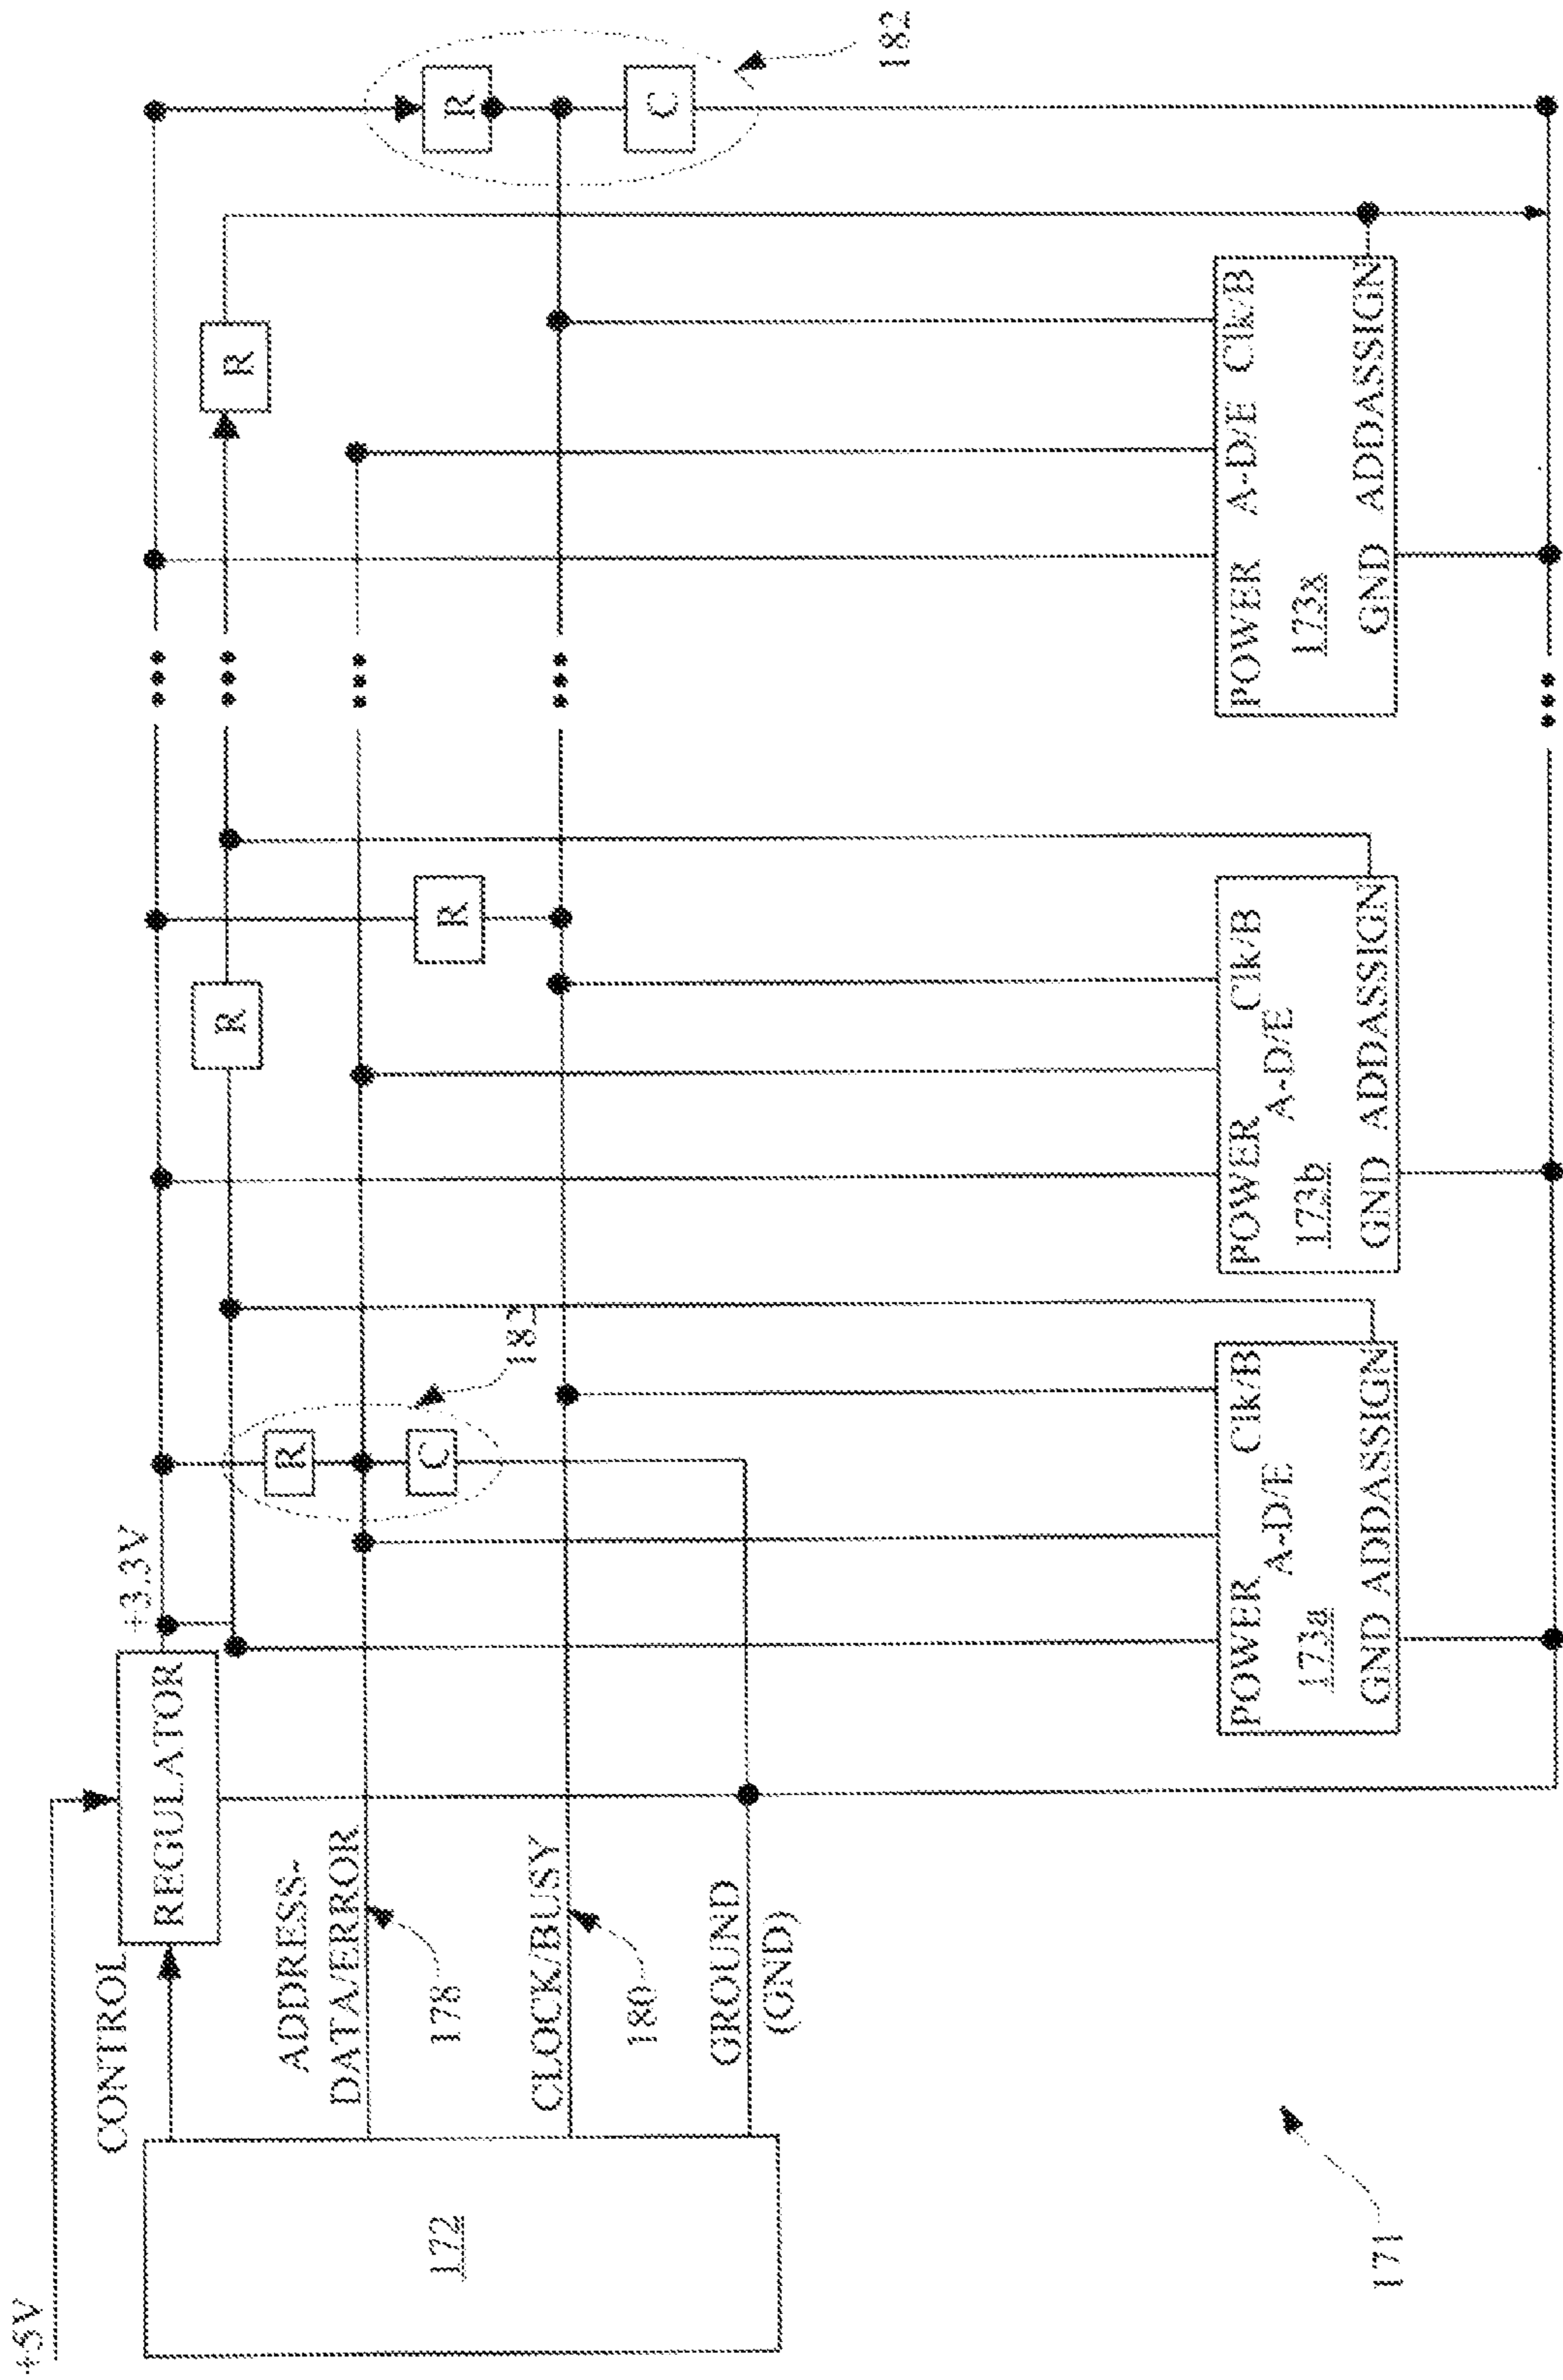 +5V
CONTROL
REGULATOR
+3.3V
R
R
172
ADDRESS-
DATA/ERROR
178
R
C
182
R
R
C
182
CLOCK/BUSY
180
GROUND
(GND)
POWER Clk/B
A-D/E
173a
GND ADDASSIGN
POWER Clk/B
A-D/E
173b
GND ADDASSIGN
POWER A-D/E Clk/B
173x
GND ADDASSIGN
171